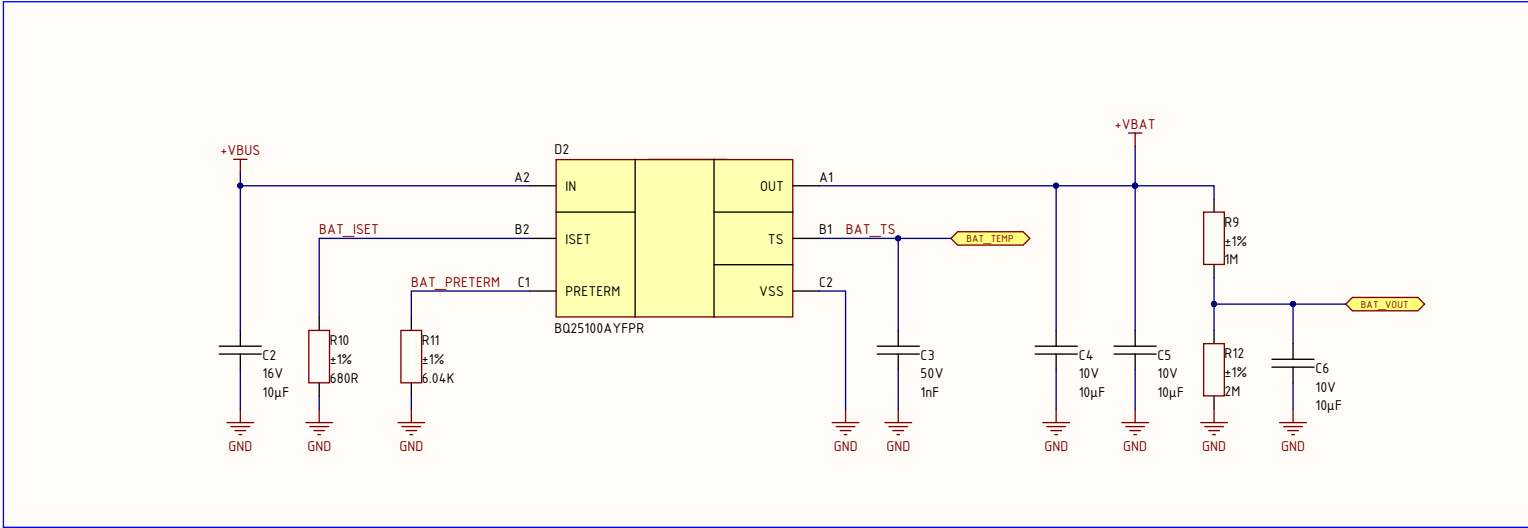 +VBAT
+VBUS
D2
A2
IN
OUT
A1
BAT_ISET
B2
ISET
TS
B1
BAT_TS
BAT_TEMP
R9
±1%
1M
BAT_PRETERM
C1
PRETERM
VSS
C2
BAT_VOUT
BQ25100AYFPR
C2
16V
10µF
R10
±1%
680R
R11
±1%
6.04K
C3
50V
1nF
C4
10V
10µF
C5
10V
10µF
R12
±1%
2M
C6
10V
10µF
GND
GND
GND
GND
GND
GND
GND
GND
GND